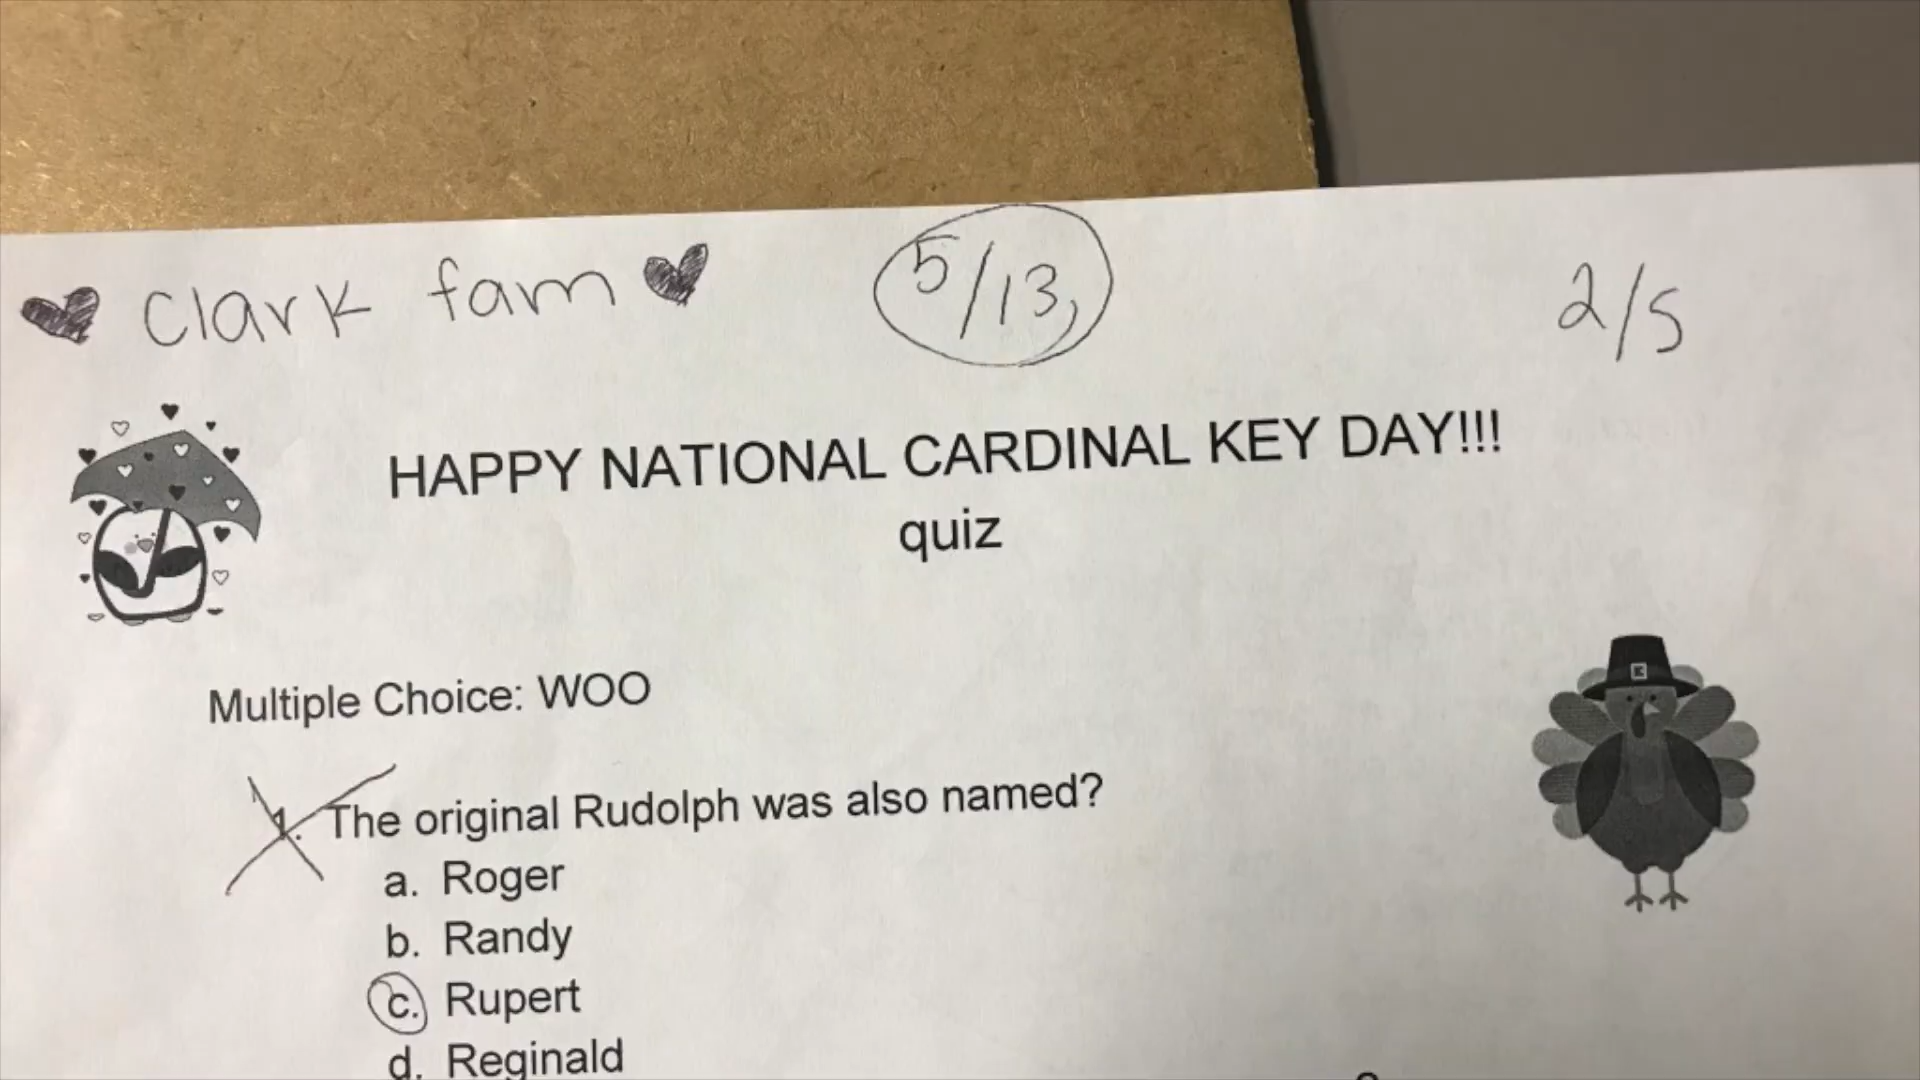 Clark fam 5/13 2/5
HAPPY NATIONAL CARDINAL KEY DAY!!!
quiz
Multiple Choice: WOO
1. The original Rudolph was also named?
a. Roger
b. Randy
c. Rupert
d. Reginald